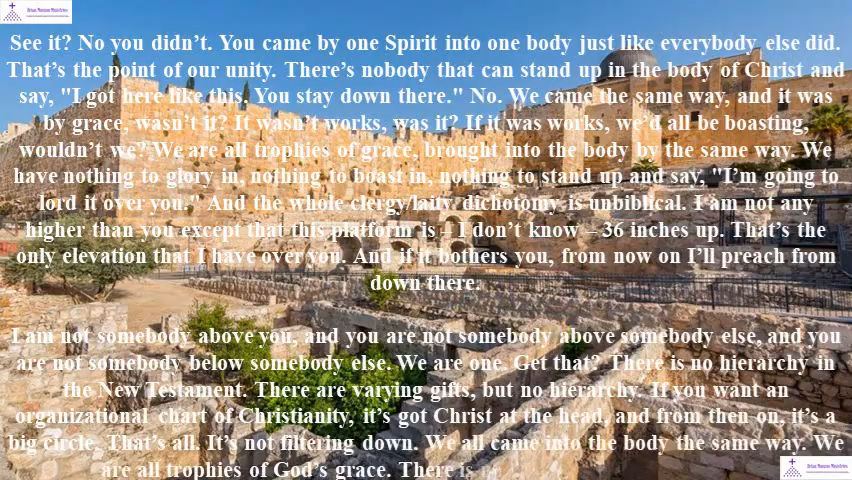 See it? No you didn’t. You came by one Spirit into one body just like everybody else did.
That’s the point of our unity. There’s nobody that can stand up in the body of Christ and
say, "I got here like this. You stay down there." No. We came the same way, and it was
by grace, wasn’t it? It wasn’t works, was it? If it was works, we’d all be boasting,
wouldn’t we? We are all trophies of grace, brought into the body by the same way. We
have nothing to glory in, nothing to boast in, nothing to stand up and say, "I’m going to
lord it over you." And the whole clergy/laity dichotomy is unbiblical. I am not any
higher than you except that this platform is – I don’t know – 36 inches up. That’s the
only elevation that I have over you. And if it bothers you, from now on I’ll preach from
down there.
I am not somebody above you, and you are not somebody above somebody else, and you
are not somebody below somebody else. We are one. Get that? There is no hierarchy in
the New Testament. There are varying gifts, but no hierarchy. If you want an
organizational chart of Christianity, it’s got Christ at the head, and from then on, it’s a
big circle. That’s all. It’s not filtering down. We all came into the body the same way. We
are all trophies of God’s grace. There is